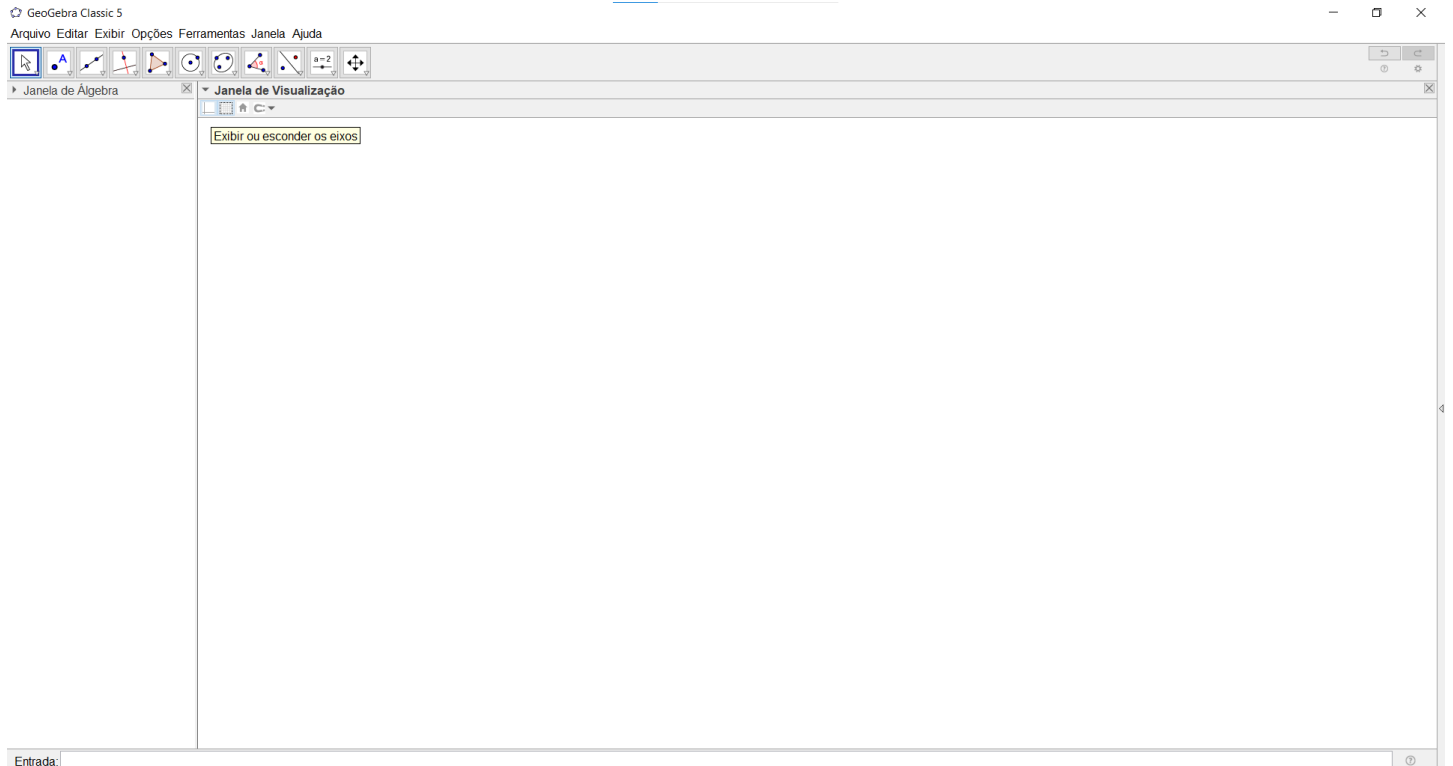 GeoGebra Classic 5
Arquivo Editar Exibir Opções Ferramentas Janela Ajuda
A
α
a=2
Janela de Álgebra
Janela de Visualização
Exibir ou esconder os eixos
Entrada: